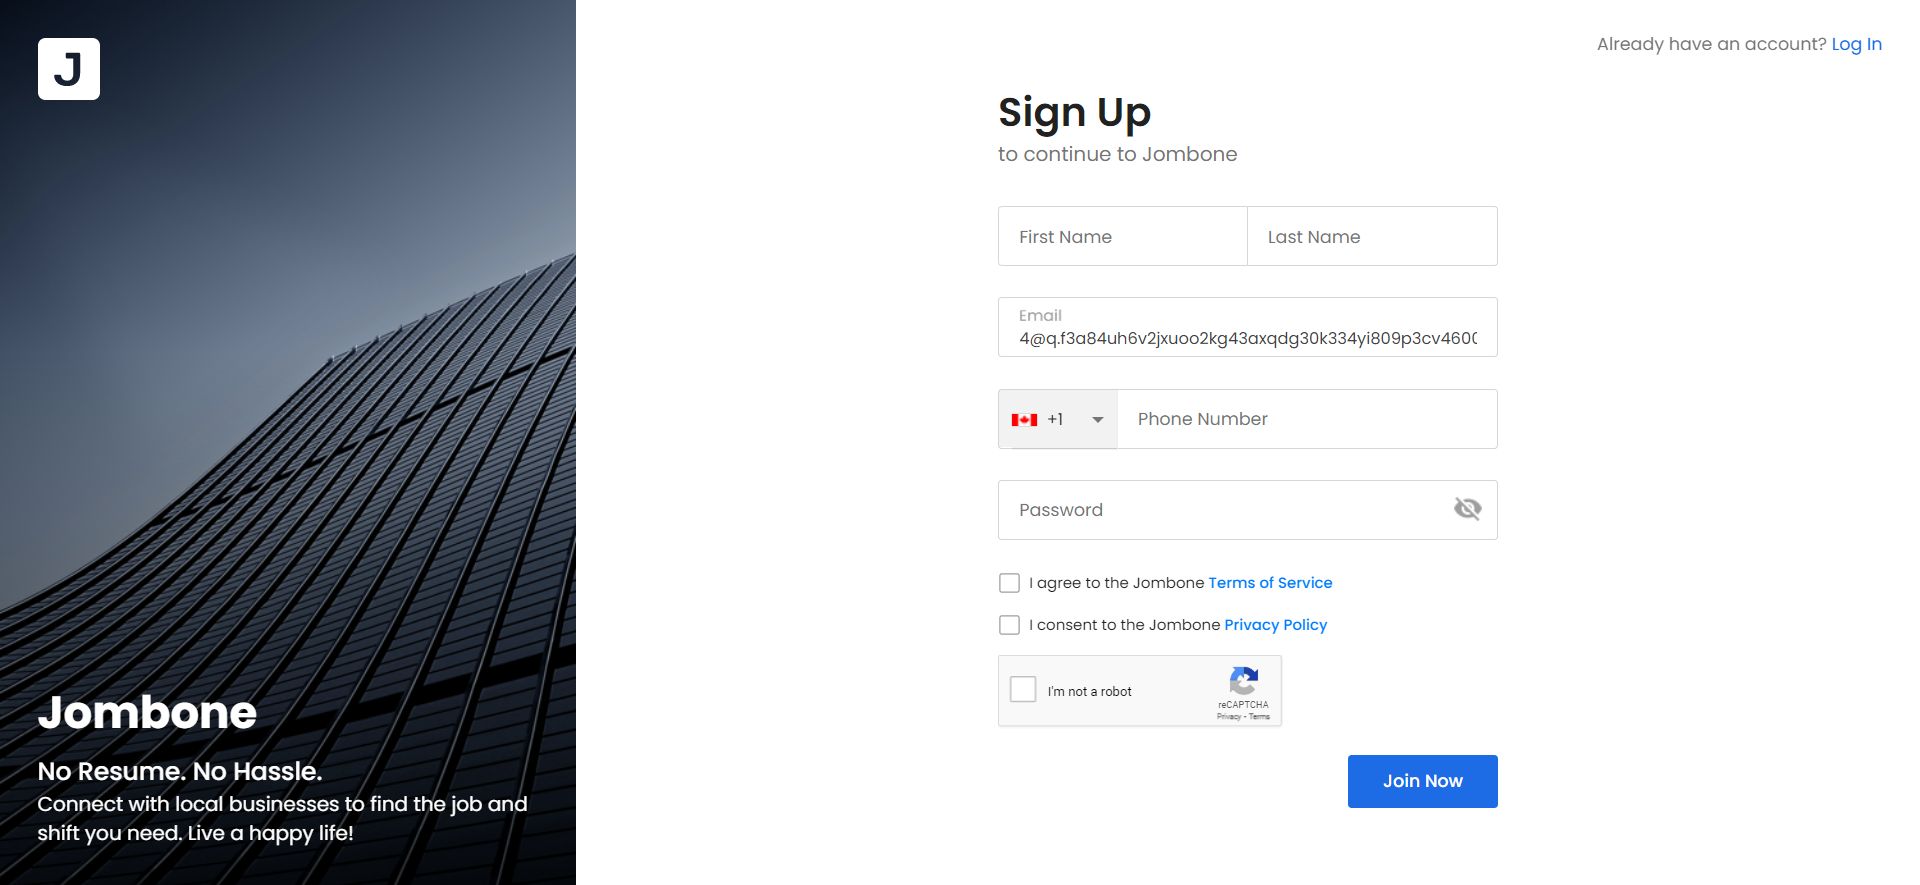 J
Already have an account? Log In
Sign Up
to continue to Jombone
First Name
Last Name
Email
4@q.f3a84uh6v2jxuoo2kg43axqdg30k334yi809p3cv4600
+1
Phone Number
Password
I agree to the Jombone Terms of Service
I consent to the Jombone Privacy Policy
I'm not a robot
reCAPTCHA
Privacy - Terms
Join Now
Jombone
No Resume. No Hassle.
Connect with local businesses to find the job and
shift you need. Live a happy life!